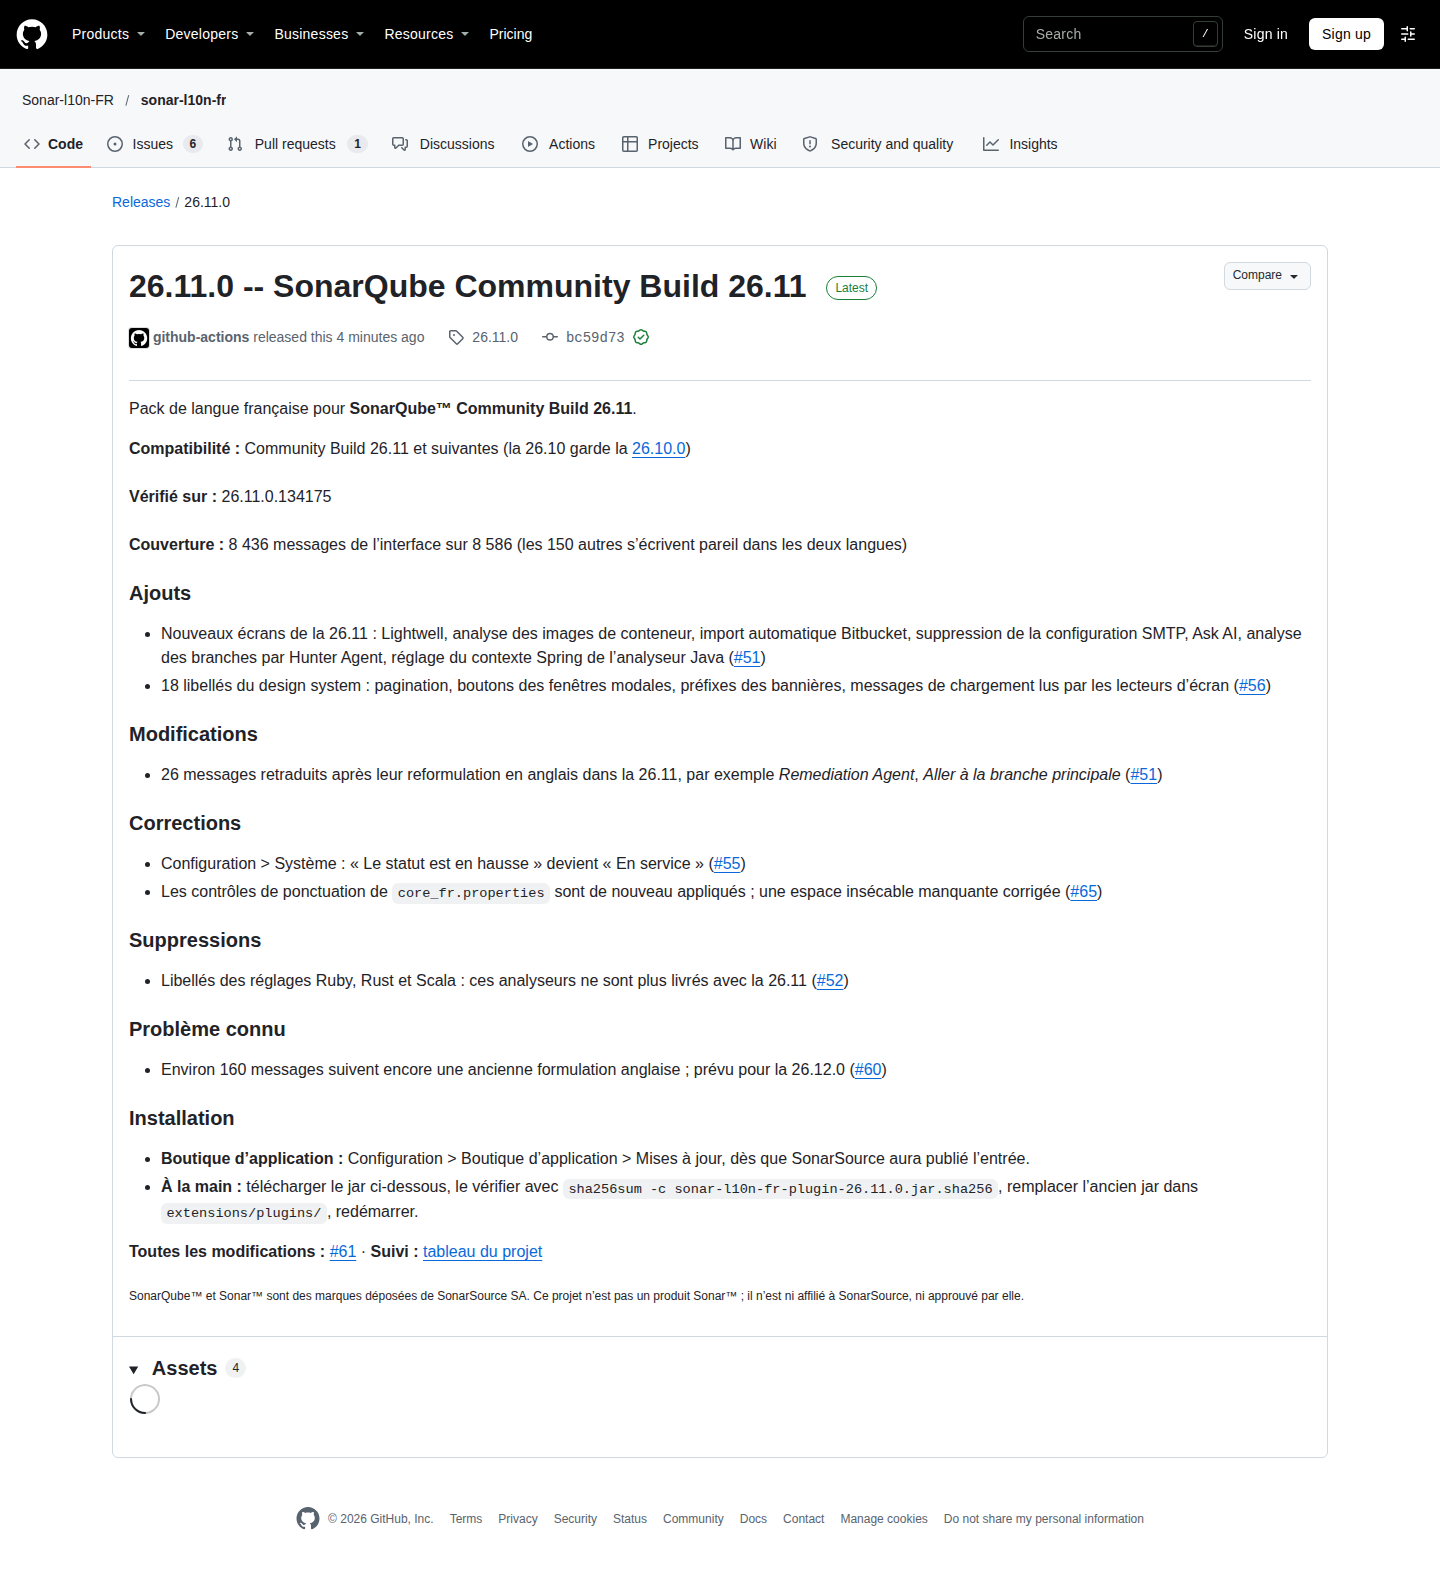 Products Developers Businesses Resources Pricing Search / Sign in Sign up
Sonar-l10n-FR / sonar-l10n-fr
Code Issues 6 Pull requests 1 Discussions Actions Projects Wiki Security and quality Insights
Releases / 26.11.0
26.11.0 -- SonarQube Community Build 26.11 Latest Compare
github-actions released this 4 minutes ago 26.11.0 bc59d73
Pack de langue française pour SonarQube™ Community Build 26.11.
Compatibilité : Community Build 26.11 et suivantes (la 26.10 garde la 26.10.0)
Vérifié sur : 26.11.0.134175
Couverture : 8 436 messages de l’interface sur 8 586 (les 150 autres s’écrivent pareil dans les deux langues)
Ajouts
• Nouveaux écrans de la 26.11 : Lightwell, analyse des images de conteneur, import automatique Bitbucket, suppression de la configuration SMTP, Ask AI, analyse
des branches par Hunter Agent, réglage du contexte Spring de l’analyseur Java (#51)
• 18 libellés du design system : pagination, boutons des fenêtres modales, préfixes des bannières, messages de chargement lus par les lecteurs d’écran (#56)
Modifications
• 26 messages retraduits après leur reformulation en anglais dans la 26.11, par exemple Remediation Agent, Aller à la branche principale (#51)
Corrections
• Configuration > Système : « Le statut est en hausse » devient « En service » (#55)
• Les contrôles de ponctuation de core_fr.properties sont de nouveau appliqués ; une espace insécable manquante corrigée (#65)
Suppressions
• Libellés des réglages Ruby, Rust et Scala : ces analyseurs ne sont plus livrés avec la 26.11 (#52)
Problème connu
• Environ 160 messages suivent encore une ancienne formulation anglaise ; prévu pour la 26.12.0 (#60)
Installation
• Boutique d’application : Configuration > Boutique d’application > Mises à jour, dès que SonarSource aura publié l’entrée.
• À la main : télécharger le jar ci-dessous, le vérifier avec sha256sum -c sonar-l10n-fr-plugin-26.11.0.jar.sha256, remplacer l’ancien jar dans
extensions/plugins/, redémarrer.
Toutes les modifications : #61 · Suivi : tableau du projet
SonarQube™ et Sonar™ sont des marques déposées de SonarSource SA. Ce projet n’est pas un produit Sonar™ ; il n’est ni affilié à SonarSource, ni approuvé par elle.
Assets 4
© 2026 GitHub, Inc. Terms Privacy Security Status Community Docs Contact Manage cookies Do not share my personal information